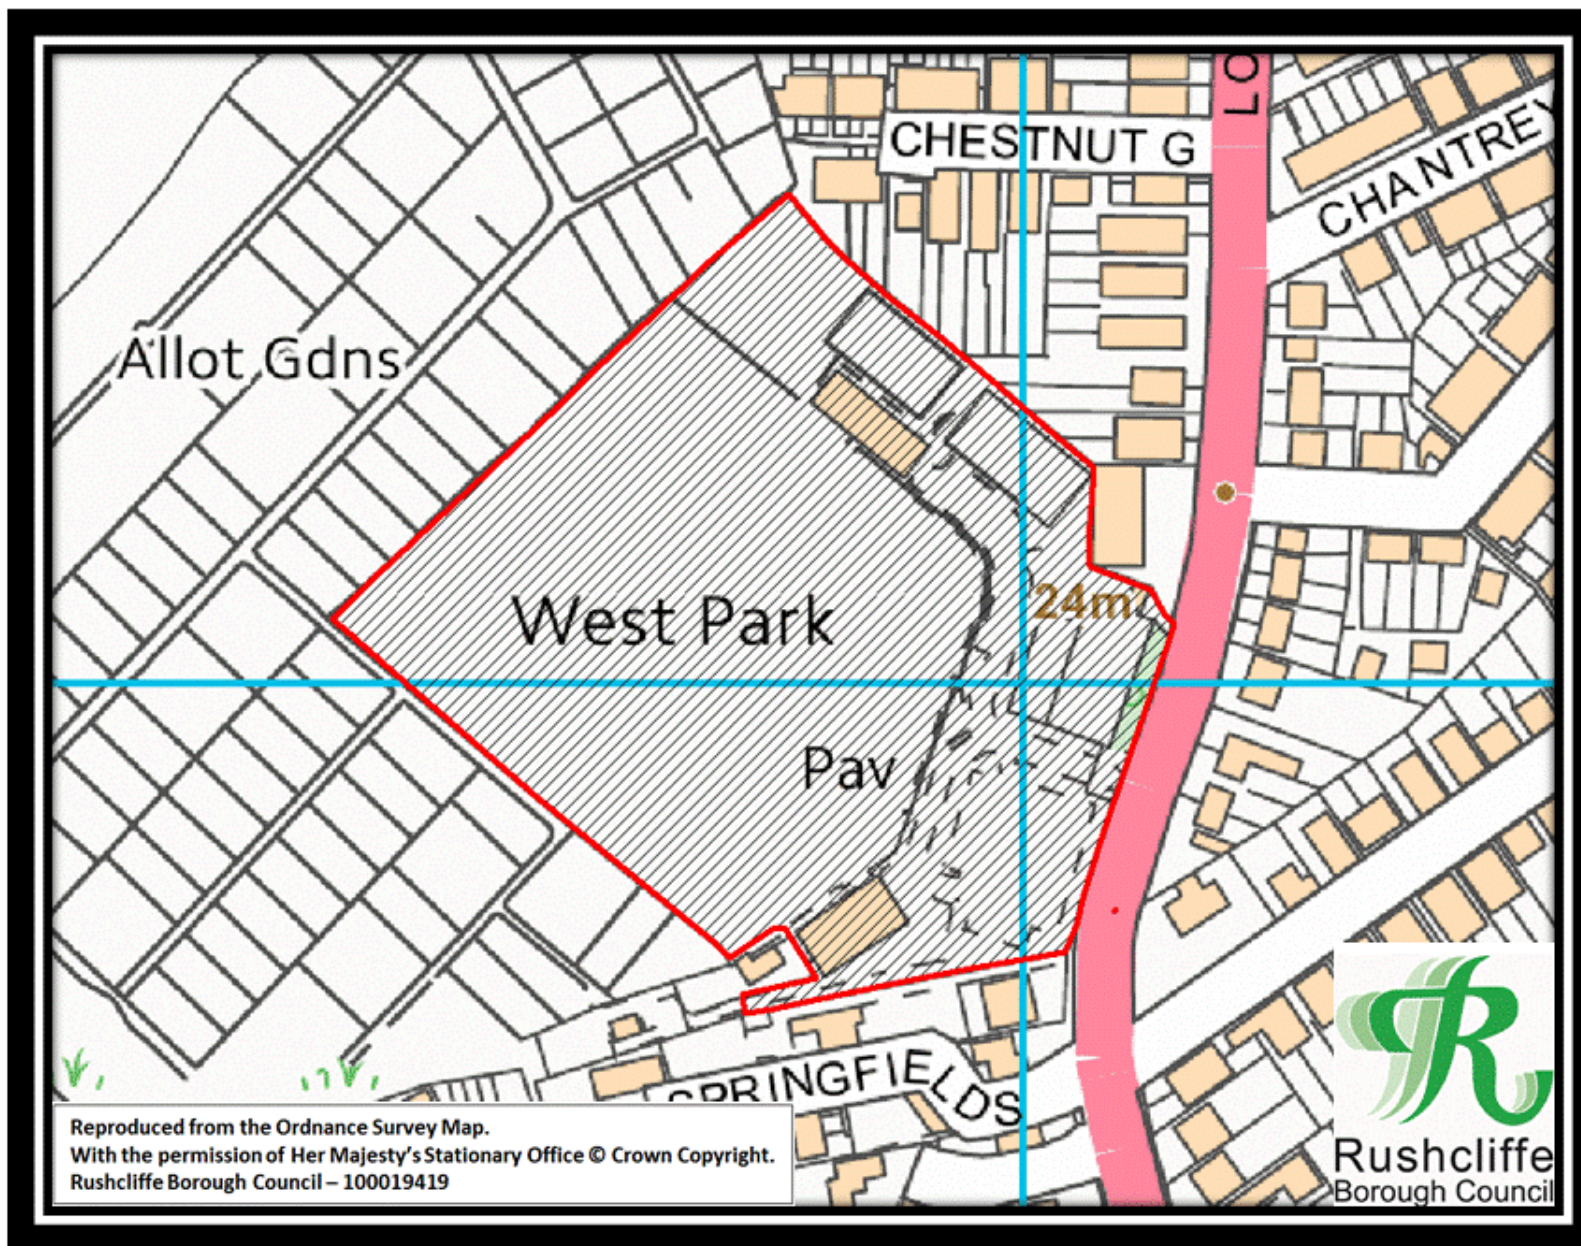 LO
CHESTNUT G
CHANTREY
Allot Gdns
24m
West Park
Pav
SPRINGFIELDS
Reproduced from the Ordnance Survey Map.
With the permission of Her Majesty's Stationary Office © Crown Copyright.
Rushcliffe Borough Council – 100019419
R
Rushcliffe
Borough Council